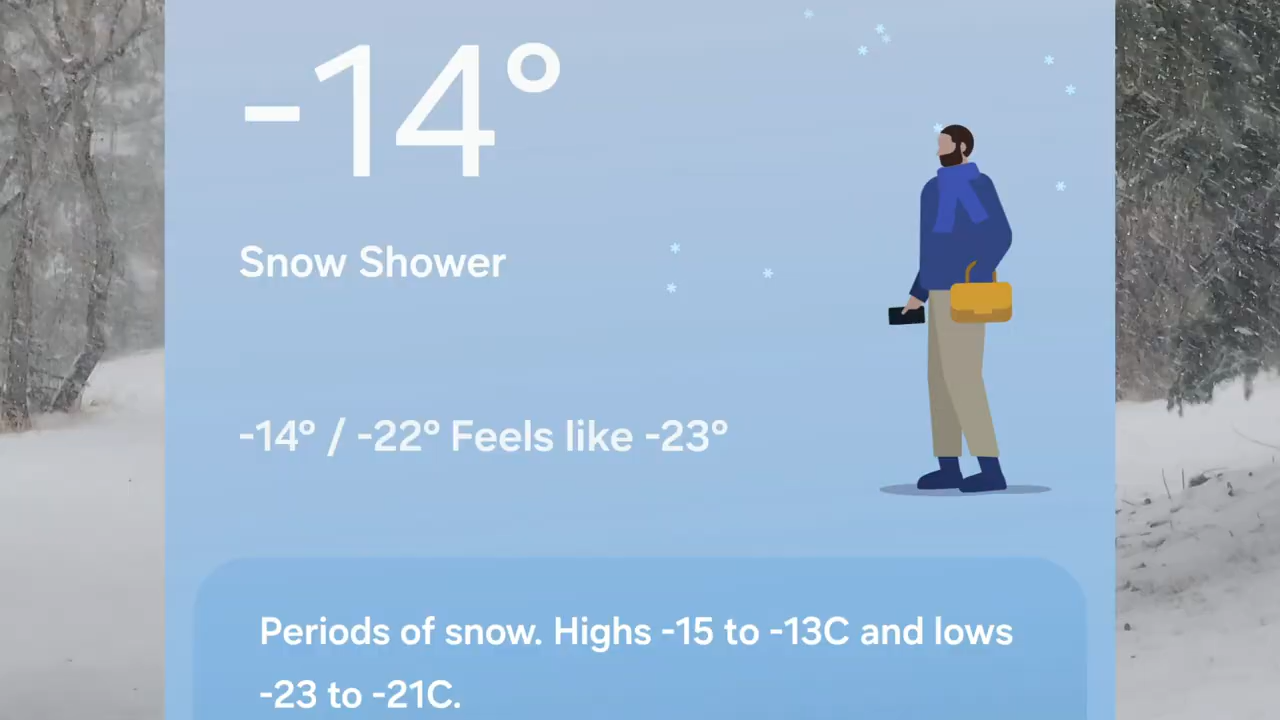 -14°
Snow Shower
-14° / -22° Feels like -23°
Periods of snow. Highs -15 to -13C and lows
-23 to -21C.